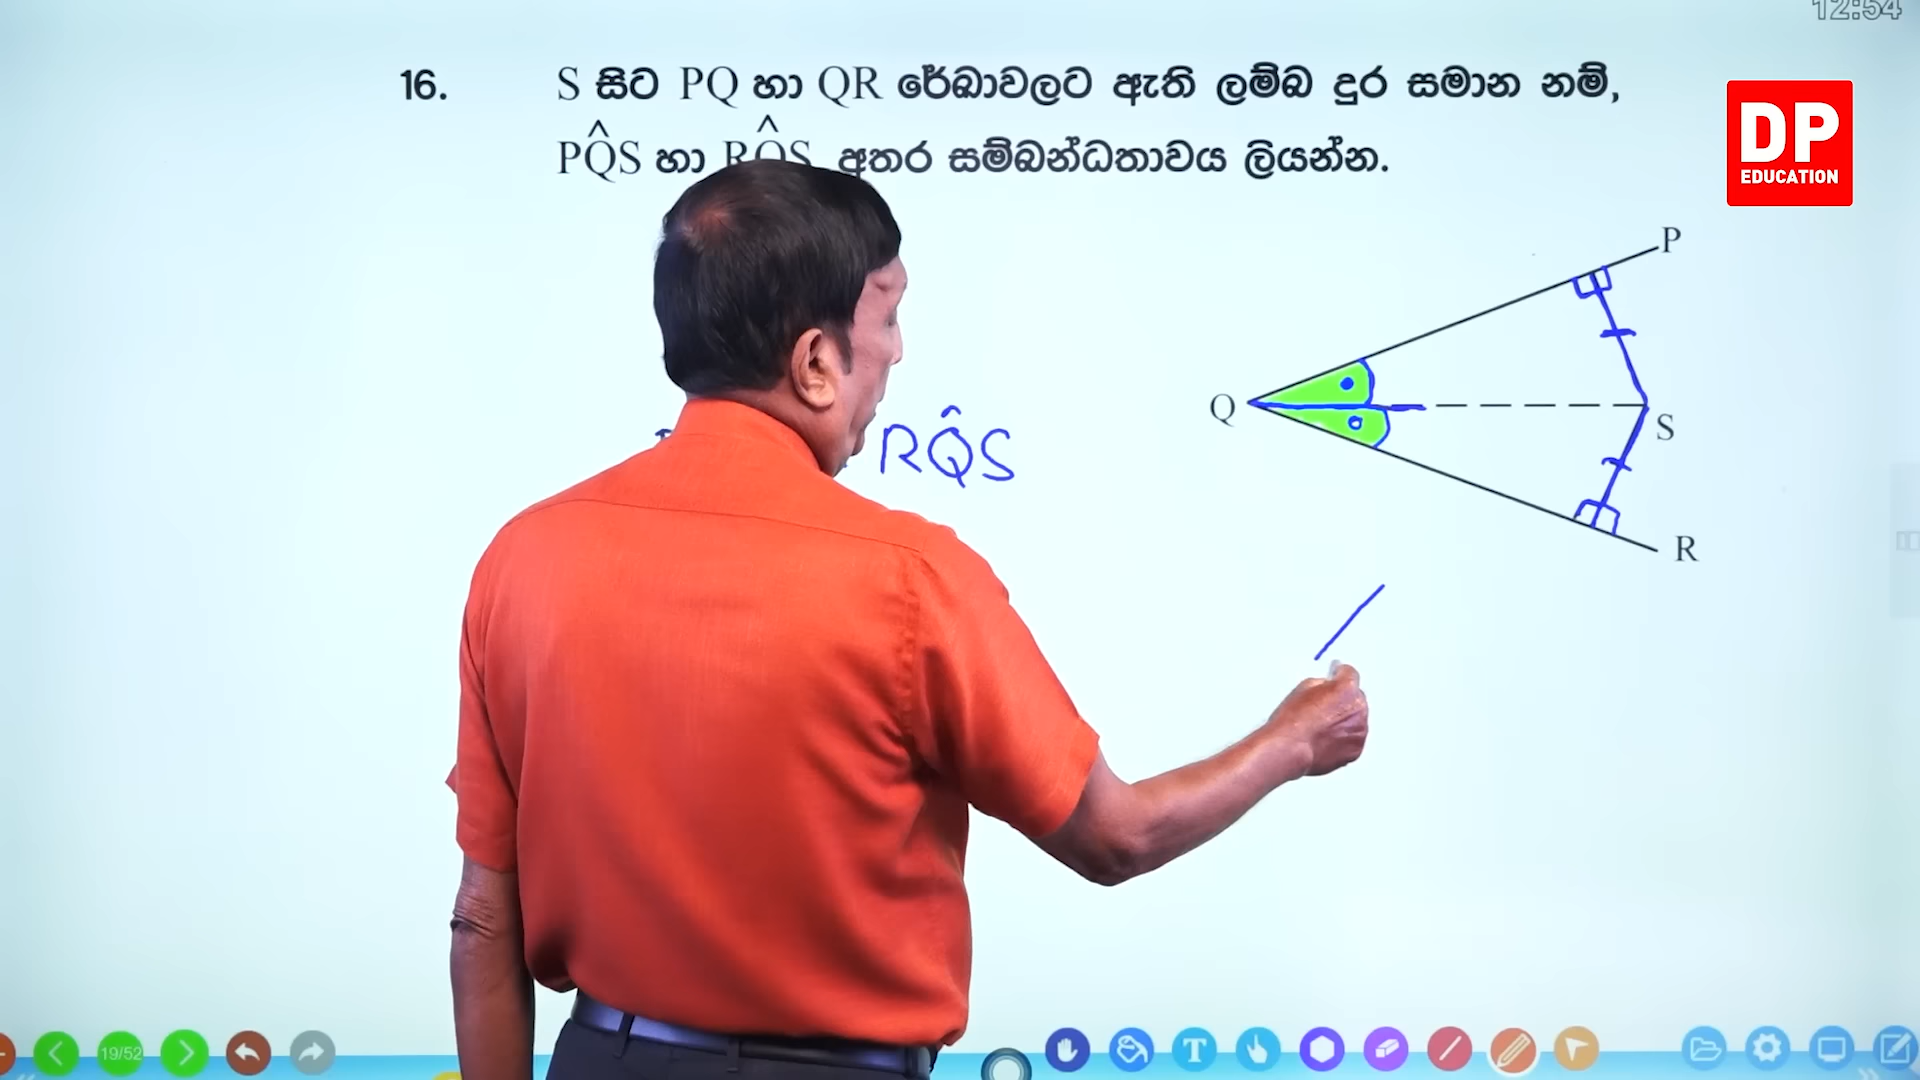 12:54
16. S සිට PQ හා QR රේඛාවලට ඇති ලම්බ දුර සමාන නම්,
PQ̂S හා RQ̂S අතර සම්බන්ධතාවය ලියන්න.
DP
EDUCATION
P
Q
S
R
RQ̂S
19/52
T